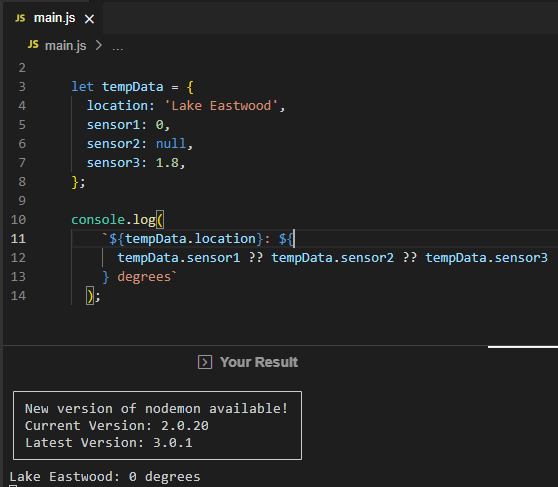 JS main.js ×
JS main.js > ...
2
3 let tempData = {
4 location: 'Lake Eastwood',
5 sensor1: 0,
6 sensor2: null,
7 sensor3: 1.8,
8 };
9
10 console.log(
11 `${tempData.location}: ${
12 tempData.sensor1 ?? tempData.sensor2 ?? tempData.sensor3
13 } degrees`
14 );
Your Result
New version of nodemon available!
Current Version: 2.0.20
Latest Version: 3.0.1
Lake Eastwood: 0 degrees